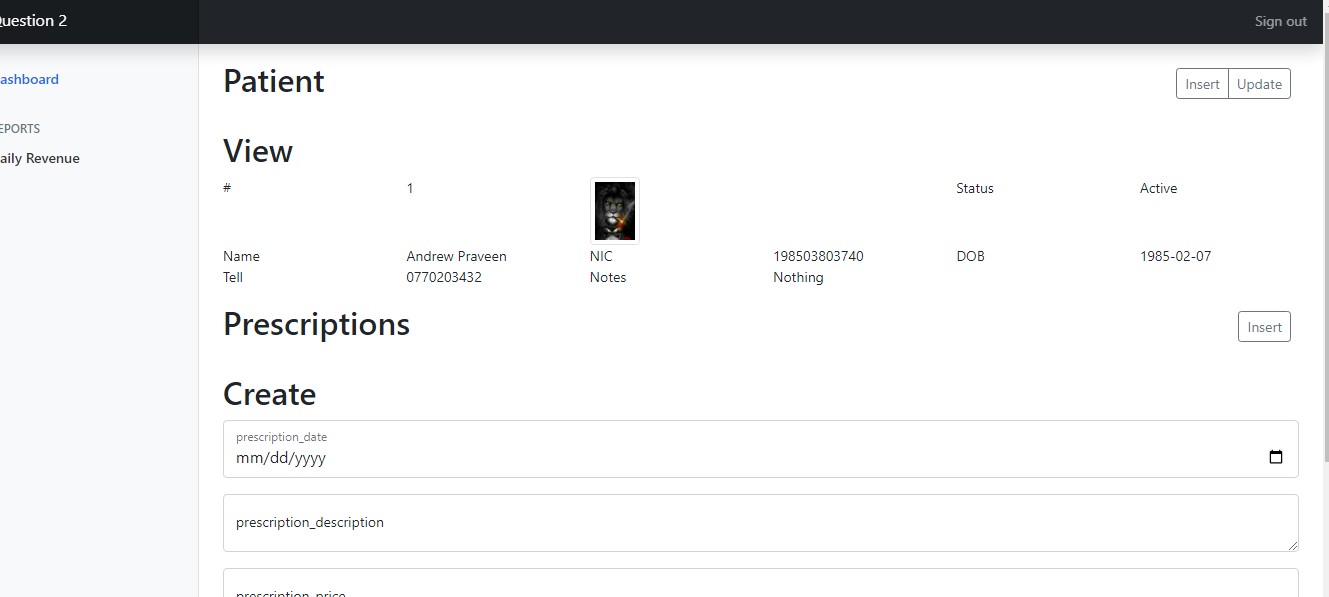 uestion 2
Sign out
ashboard
EPORTS
aily Revenue
Patient
Insert Update
View
# 1 Status Active
Name Andrew Praveen NIC 198503803740 DOB 1985-02-07
Tell 0770203432 Notes Nothing
Prescriptions
Insert
Create
prescription_date
mm/dd/yyyy
prescription_description
prescription_price